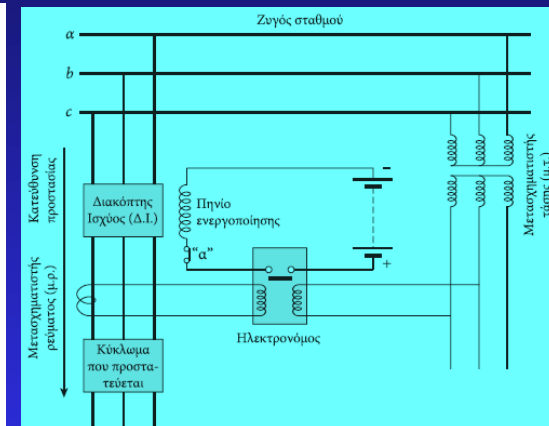 Ζυγός σταθμού
a
b
c
Κατεύθυνση
προστασίας
Διακόπτης
Ισχύος (Δ.Ι.)
Πηνίο
ενεργοποίησης
-
"α"
+
Μετασχηματιστής
τάσης (μ.τ.)
Μετασχηματιστής
ρεύματος (μ.ρ.)
Ηλεκτρονόμος
Κύκλωμα
που προστα-
τεύεται